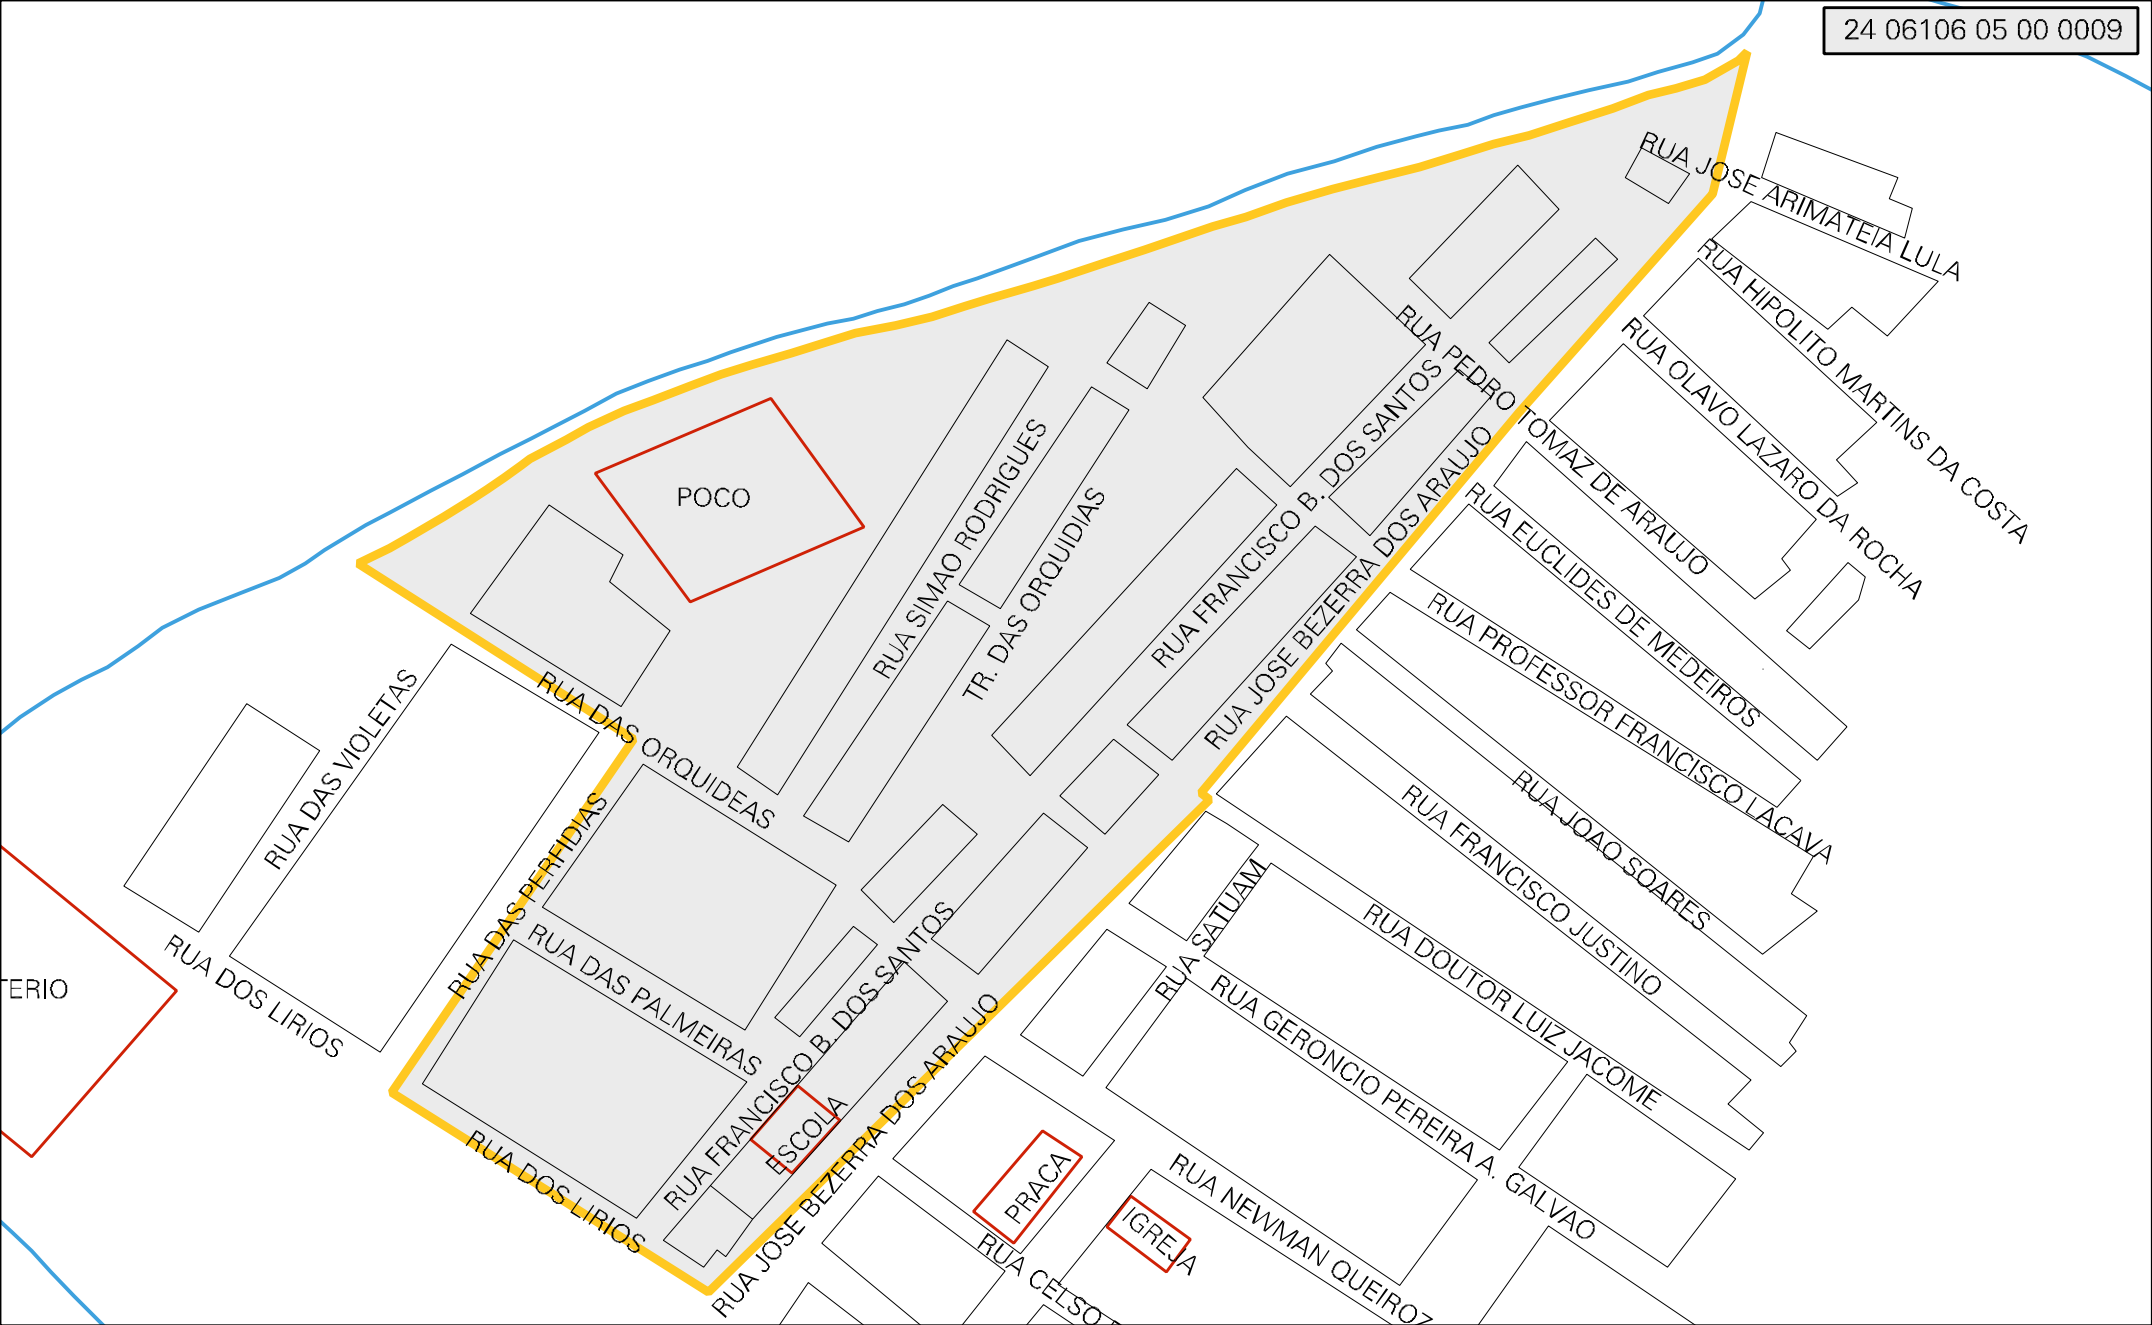 24 06106 05 00 0009
RUA JOSE ARIMATEIA LULA
RUA HIPOLITO MARTINS DA COSTA
RUA PEDRO TOMAZ DE ARAUJO
RUA OLAVO LAZARO DA ROCHA
RUA FRANCISCO B. DOS SANTOS
RUA SIMAO RODRIGUES
POCO
TR. DAS ORQUIDIAS
RUA JOSE BEZERRA DOS ARAUJO
RUA EUCLIDES DE MEDEIROS
RUA PROFESSOR FRANCISCO LACAVA
RUA DAS ORQUIDEAS
RUA DAS VIOLETAS
RUA JOAO SOARES
RUA FRANCISCO JUSTINO
RUA DAS PERFIDIAS
RUA SATUAM
RUA DOUTOR LUIZ JACOME
RUA DAS PALMEIRAS
RUA FRANCISCO B. DOS SANTOS
RUA DOS LIRIOS
TERIO
RUA GERONCIO PEREIRA A. GALVAO
RUA JOSE BEZERRA DOS ARAUJO
ESCOLA
RUA DOS LIRIOS
PRACA
RUA NEWMAN QUEIROZ
IGREJA
RUA CELSO